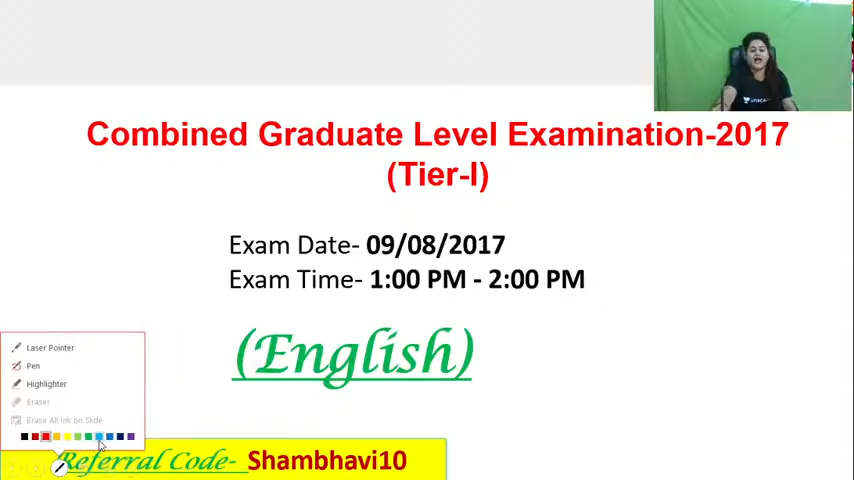 Combined Graduate Level Examination-2017
(Tier-I)
Exam Date- 09/08/2017
Exam Time- 1:00 PM - 2:00 PM
(English)
Laser Pointer
Pen
Highlighter
Eraser
Erase All Ink on Slide
Referral Code- Shambhavi10